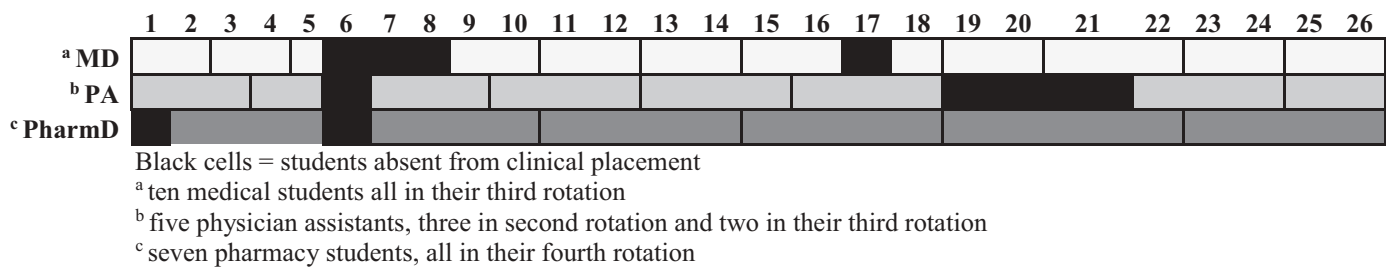 1 2 3 4 5 6 7 8 9 10 11 12 13 14 15 16 17 18 19 20 21 22 23 24 25 26
a MD
b PA
c PharmD
Black cells = students absent from clinical placement
a ten medical students all in their third rotation
b five physician assistants, three in second rotation and two in their third rotation
c seven pharmacy students, all in their fourth rotation